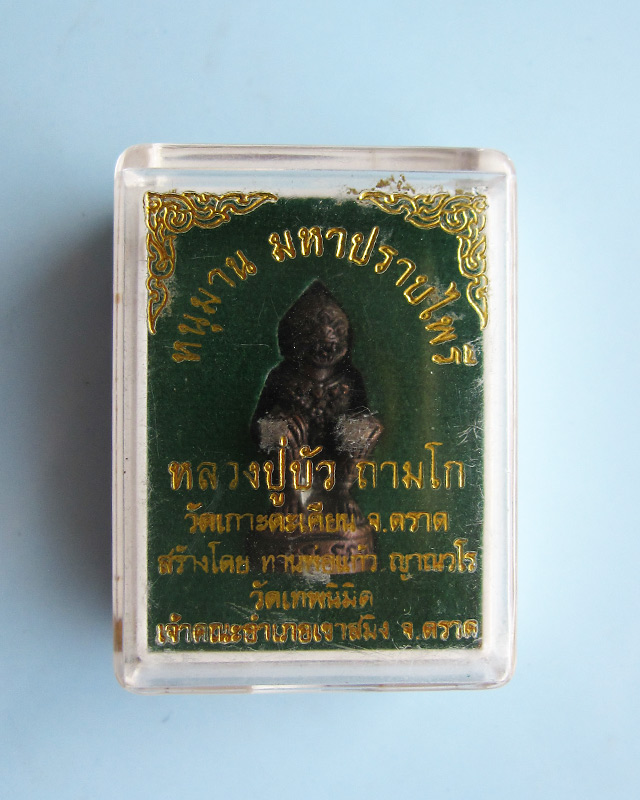 หนุมาน มหาปราบไพรี
หลวงปู่บัว ถามโก
วัดเกาะตะเคียน จ.ตราด
สร้างโดย ท่านพ่อแก้ว ญาณวโร
วัดเทพนิมิต
เจ้าคณะอำเภอเขาสมิง จ.ตราด